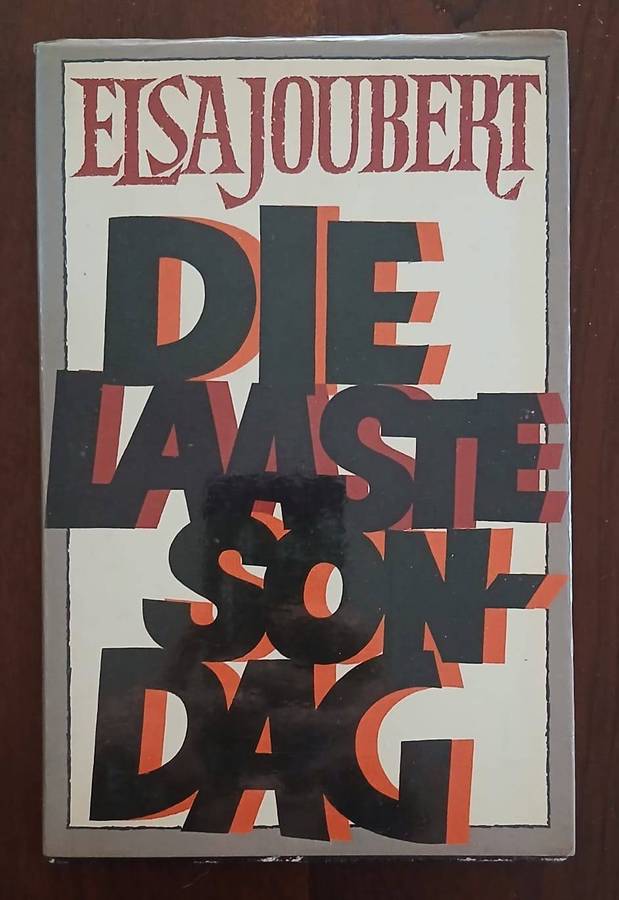 ELSA JOUBERT
DIE
LAASTE
SON-
DAG